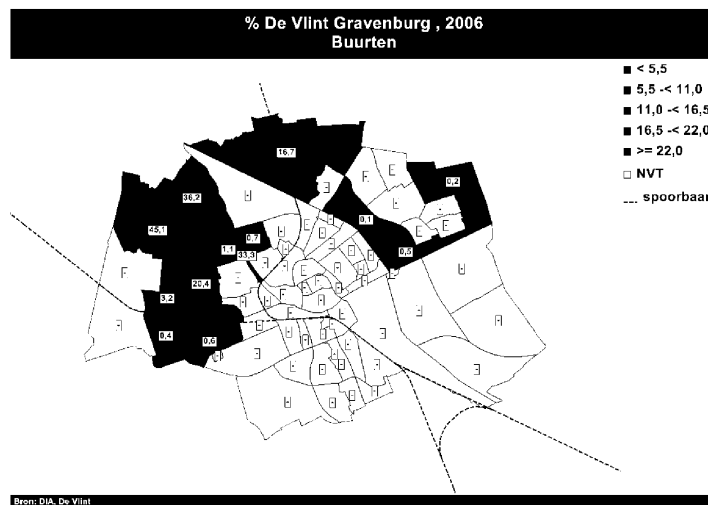 % De Vlint Gravenburg , 2006
Buurten
< 5,5
5,5 -< 11,0
11,0 -< 16,5
16,5 -< 22,0
>= 22,0
NVT
spoorbaan
16,7
36,2
0,2
45,1
0,1
0,7
1,1
33,3
0,5
20,4
3,2
0,4
0,6
Bron: DIA, De Vlint